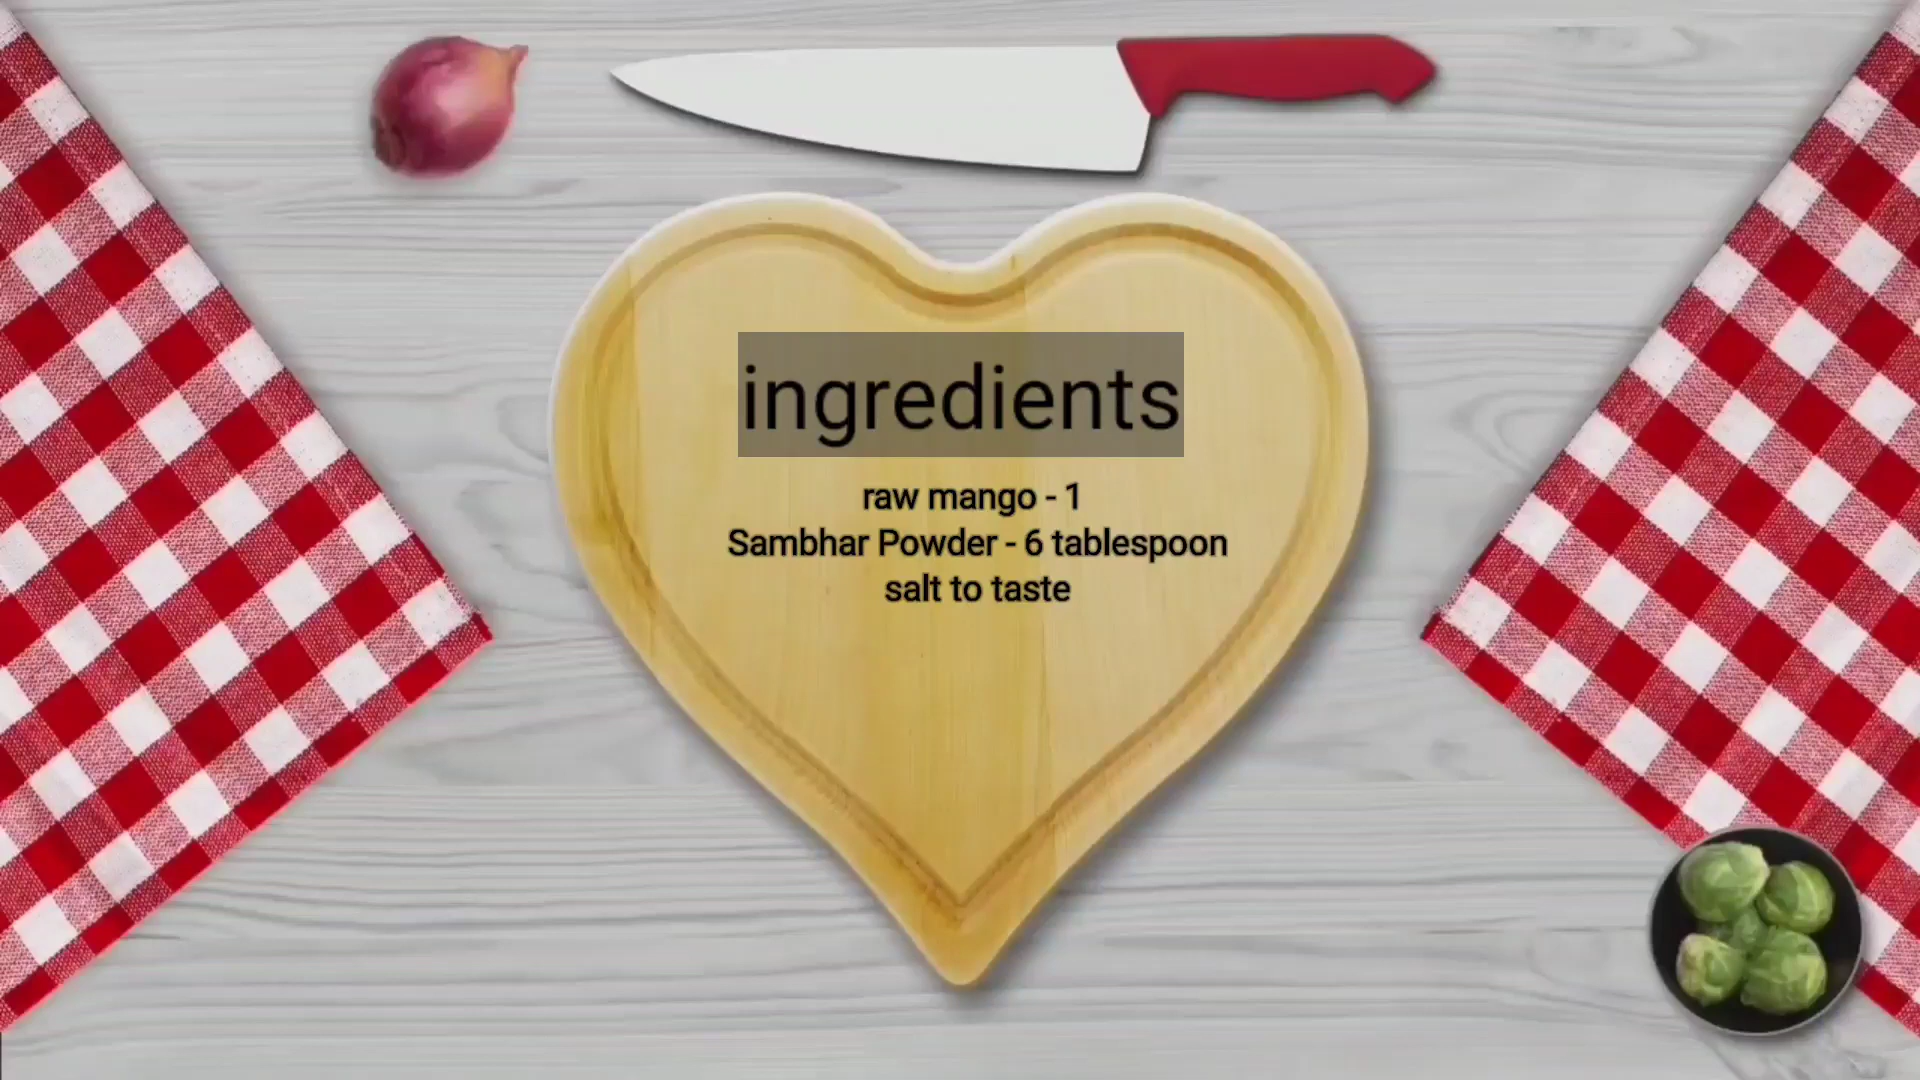 ingredients
raw mango - 1
Sambhar Powder - 6 tablespoon
salt to taste